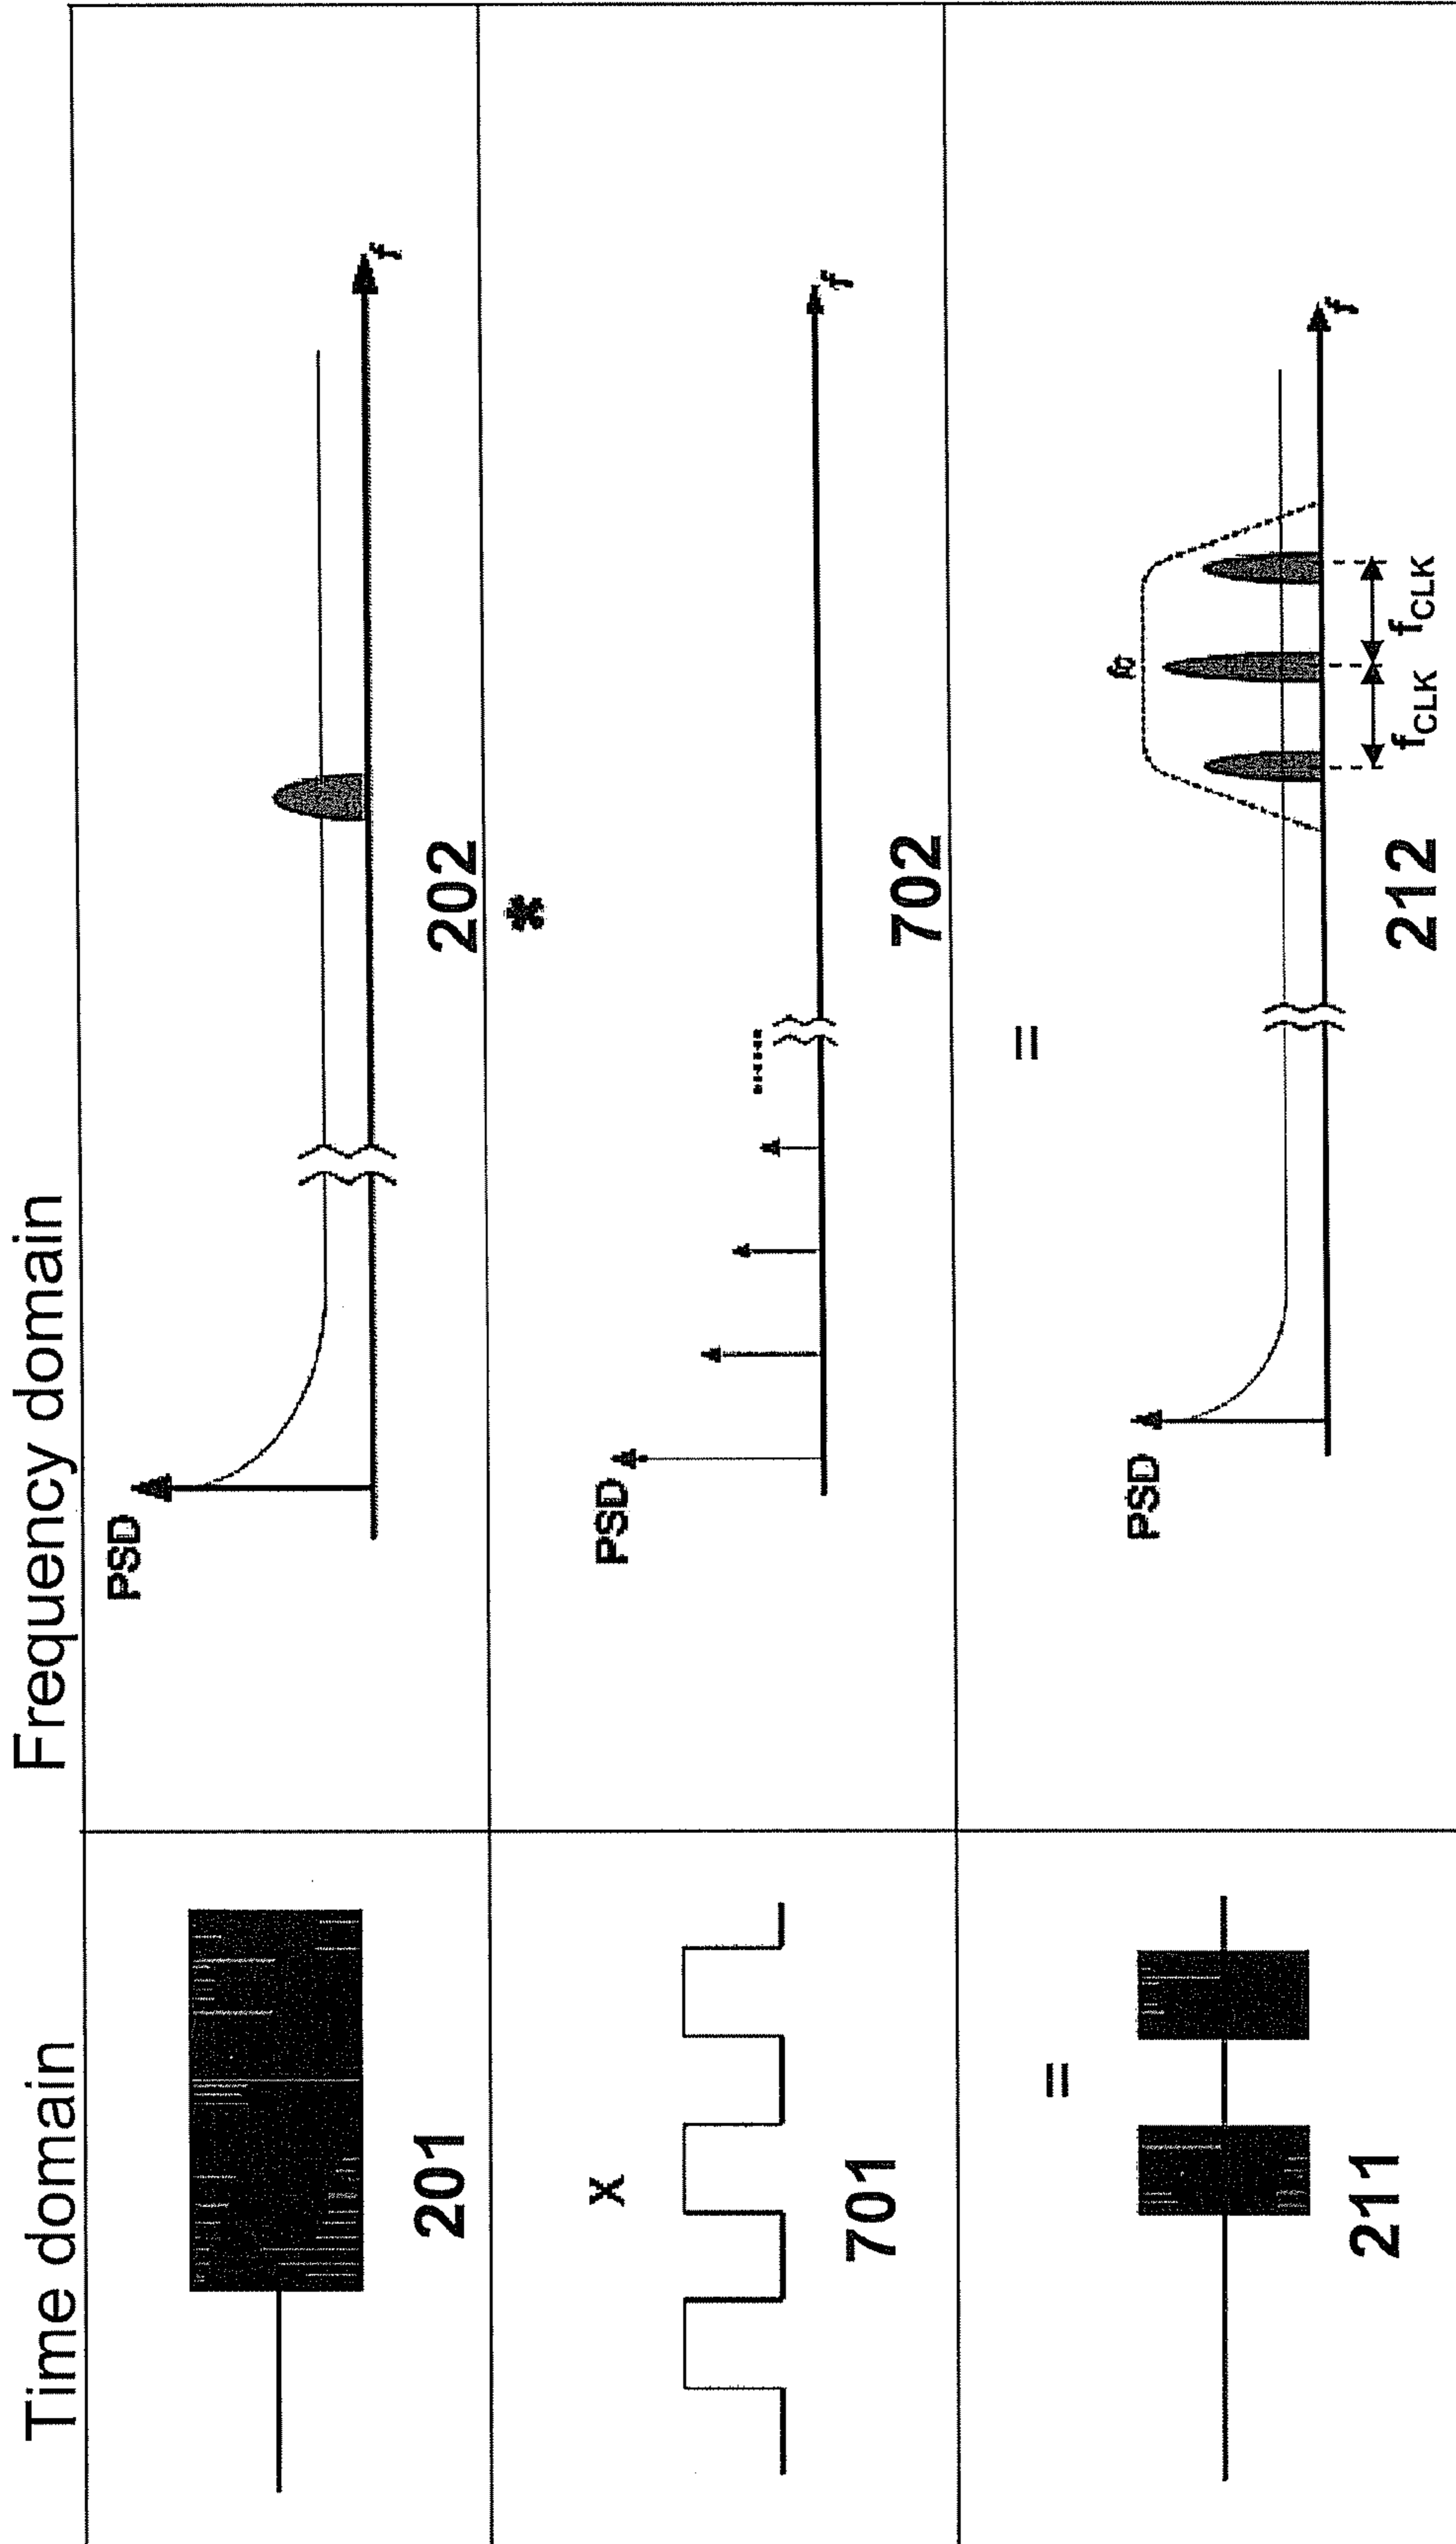 Time domain
Frequency domain
201
PSD
f
202
x
*
701
PSD
f
702
=
=
211
PSD
f
f_CLK
f_CLK
212